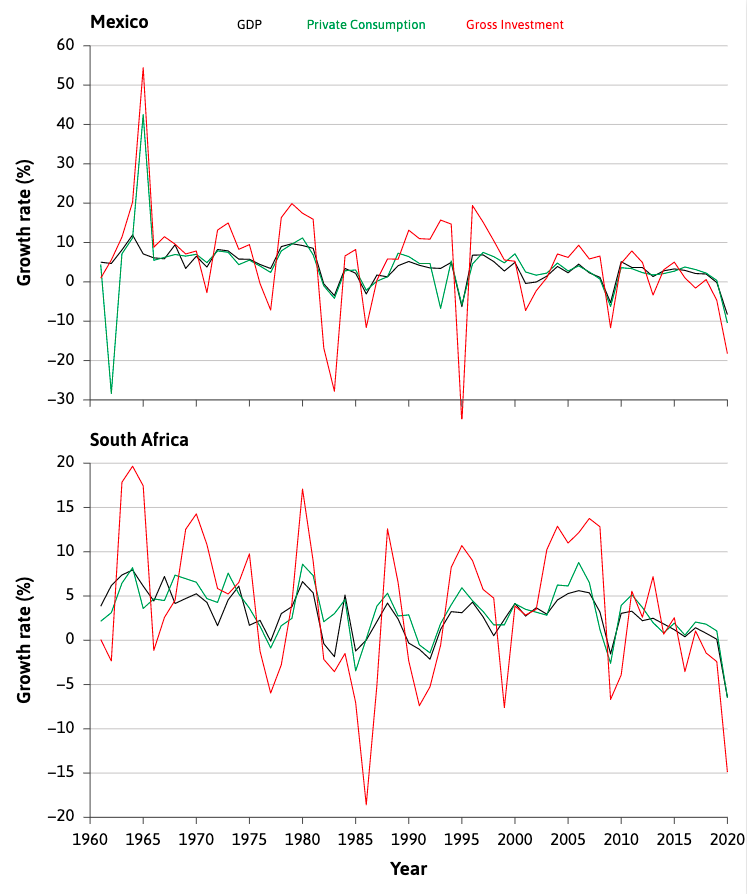 Mexico
GDP Private Consumption Gross Investment
60
50
40
30
20
10
0
−10
−20
−30
Growth rate (%)
South Africa
20
15
10
5
0
−5
−10
−15
−20
Growth rate (%)
1960 1965 1970 1975 1980 1985 1990 1995 2000 2005 2010 2015 2020
Year